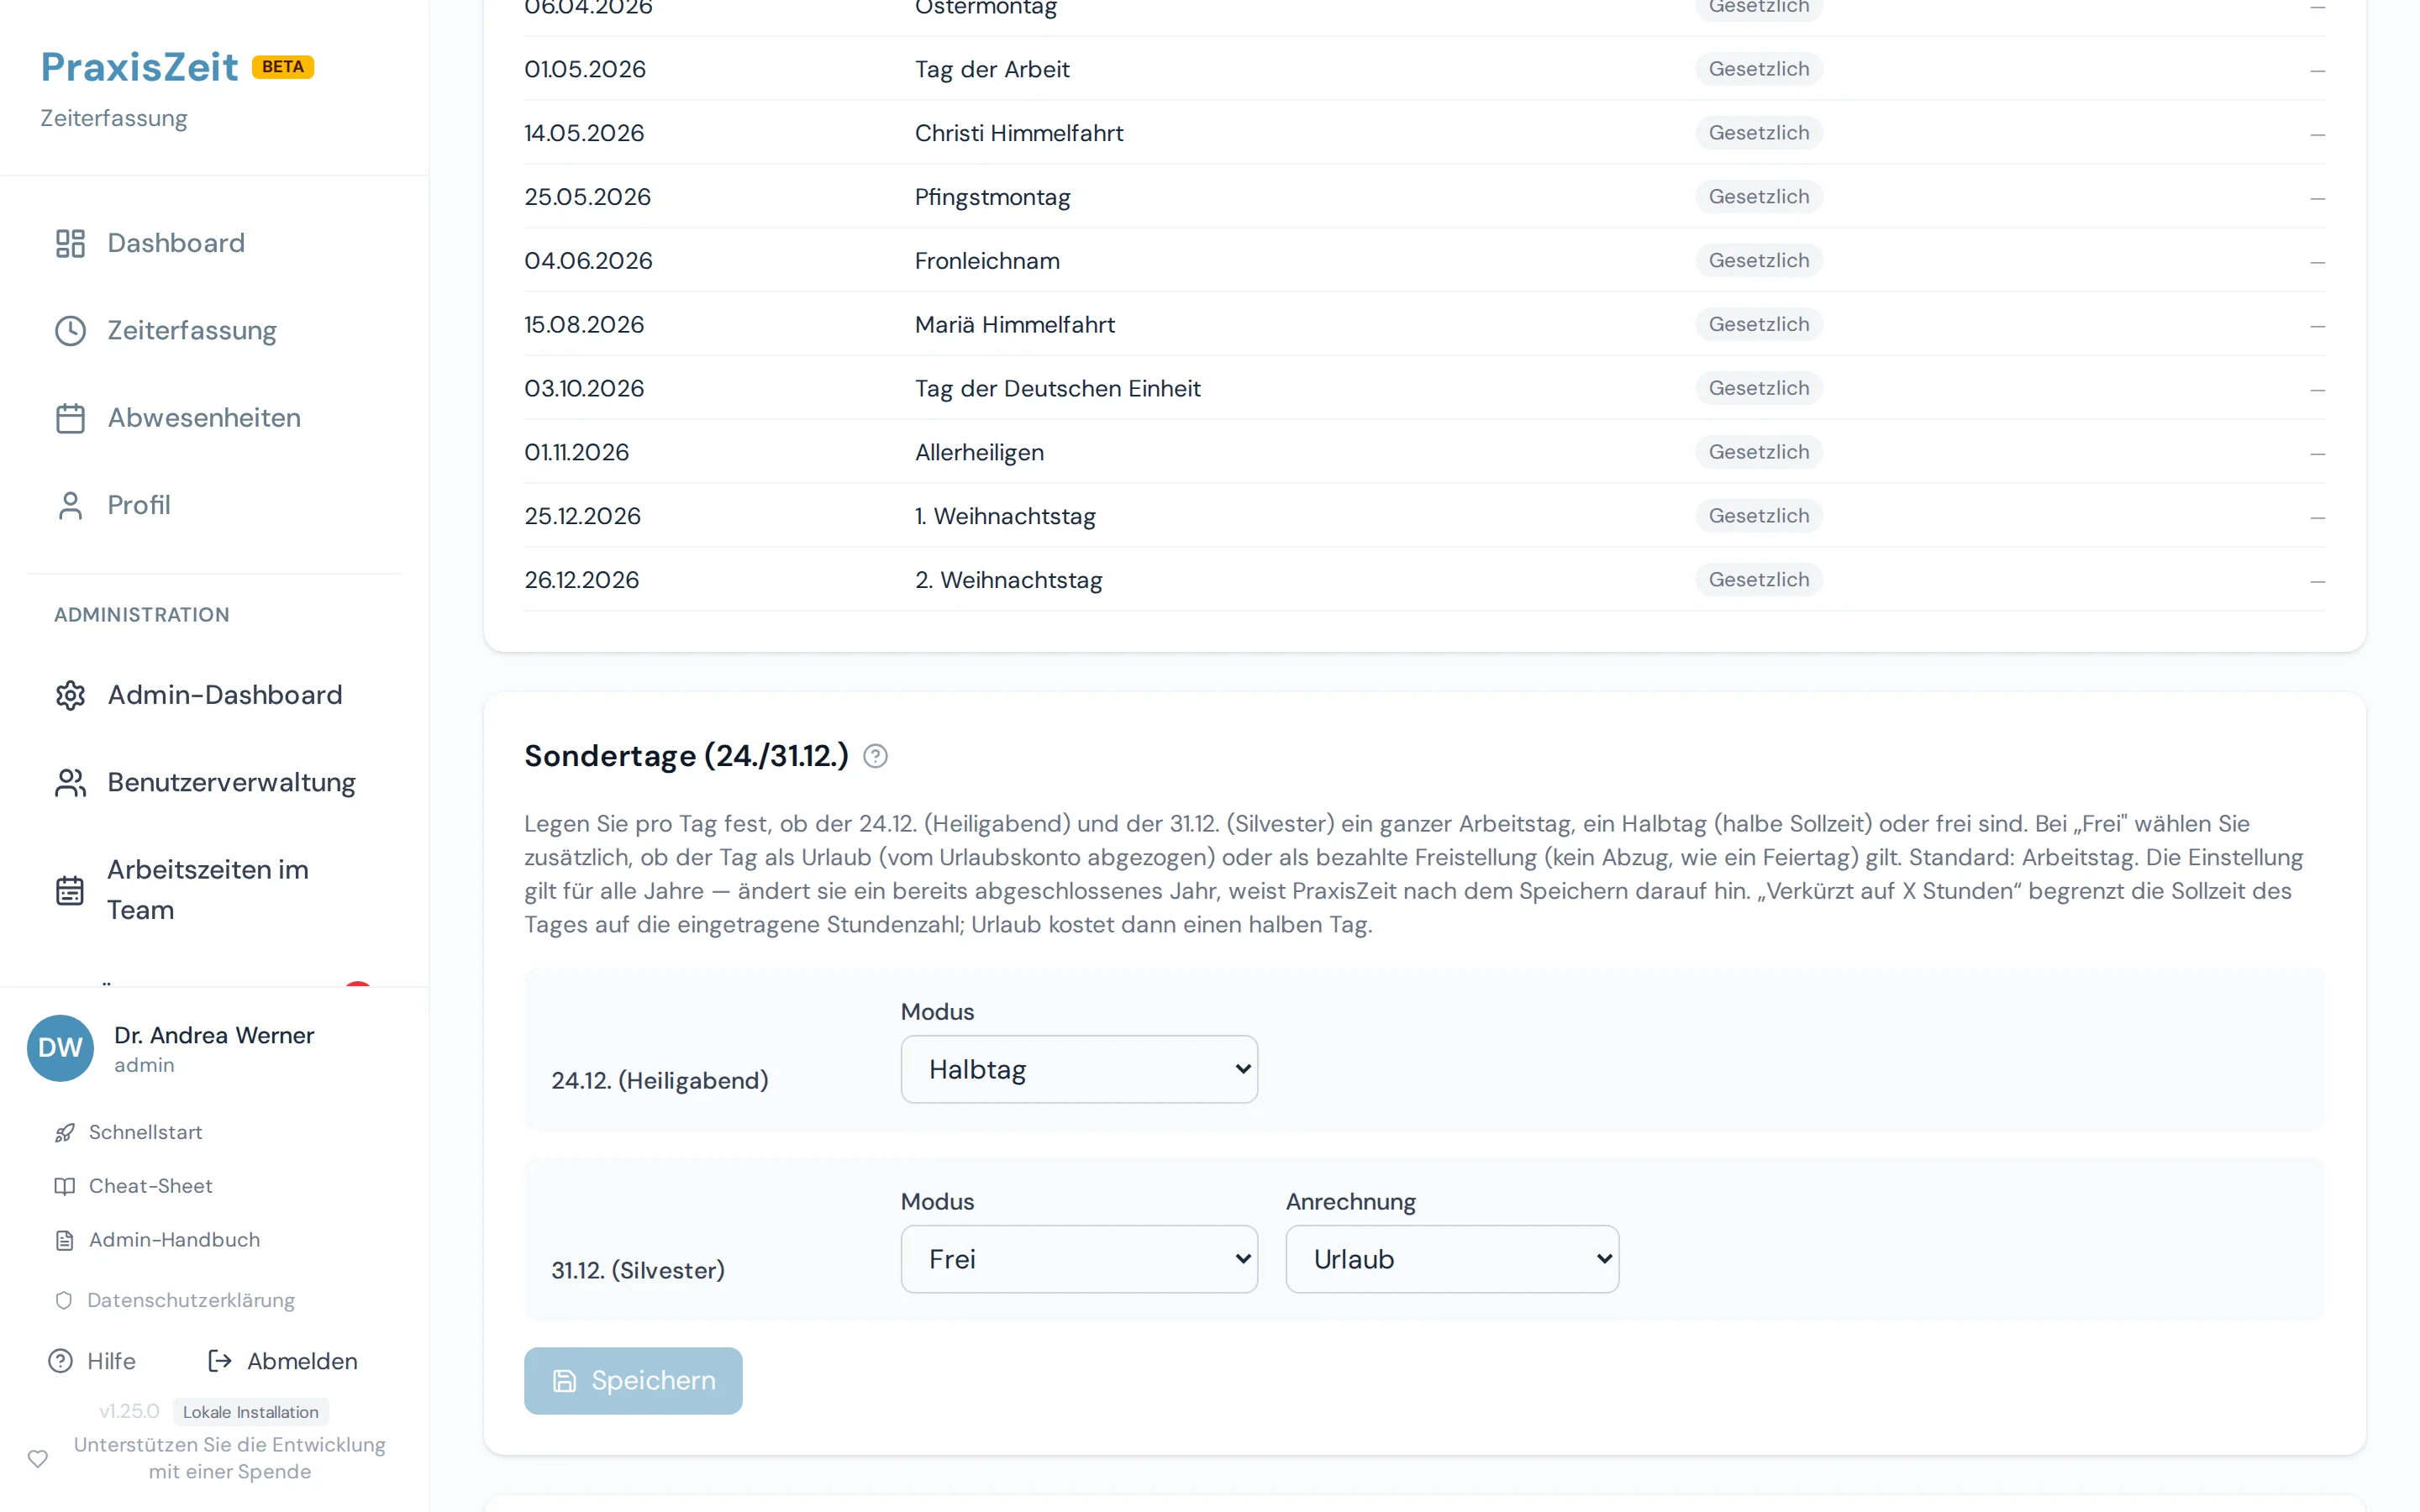 PraxisZeit BETA
Zeiterfassung
Dashboard
Zeiterfassung
Abwesenheiten
Profil
ADMINISTRATION
Admin-Dashboard
Benutzerverwaltung
Arbeitszeiten im
Team
DW
Dr. Andrea Werner
admin
Schnellstart
Cheat-Sheet
Admin-Handbuch
Datenschutzerklärung
Hilfe Abmelden
v1.25.0 Lokale Installation
Unterstützen Sie die Entwicklung
mit einer Spende
06.04.2026 Ostermontag Gesetzlich —
01.05.2026 Tag der Arbeit Gesetzlich —
14.05.2026 Christi Himmelfahrt Gesetzlich —
25.05.2026 Pfingstmontag Gesetzlich —
04.06.2026 Fronleichnam Gesetzlich —
15.08.2026 Mariä Himmelfahrt Gesetzlich —
03.10.2026 Tag der Deutschen Einheit Gesetzlich —
01.11.2026 Allerheiligen Gesetzlich —
25.12.2026 1. Weihnachtstag Gesetzlich —
26.12.2026 2. Weihnachtstag Gesetzlich —
Sondertage (24./31.12.)
Legen Sie pro Tag fest, ob der 24.12. (Heiligabend) und der 31.12. (Silvester) ein ganzer Arbeitstag, ein Halbtag (halbe Sollzeit) oder frei sind. Bei „Frei" wählen Sie
zusätzlich, ob der Tag als Urlaub (vom Urlaubskonto abgezogen) oder als bezahlte Freistellung (kein Abzug, wie ein Feiertag) gilt. Standard: Arbeitstag. Die Einstellung
gilt für alle Jahre — ändert sie ein bereits abgeschlossenes Jahr, weist PraxisZeit nach dem Speichern darauf hin. „Verkürzt auf X Stunden“ begrenzt die Sollzeit des
Tages auf die eingetragene Stundenzahl; Urlaub kostet dann einen halben Tag.
Modus
24.12. (Heiligabend) Halbtag
Modus Anrechnung
31.12. (Silvester) Frei Urlaub
Speichern